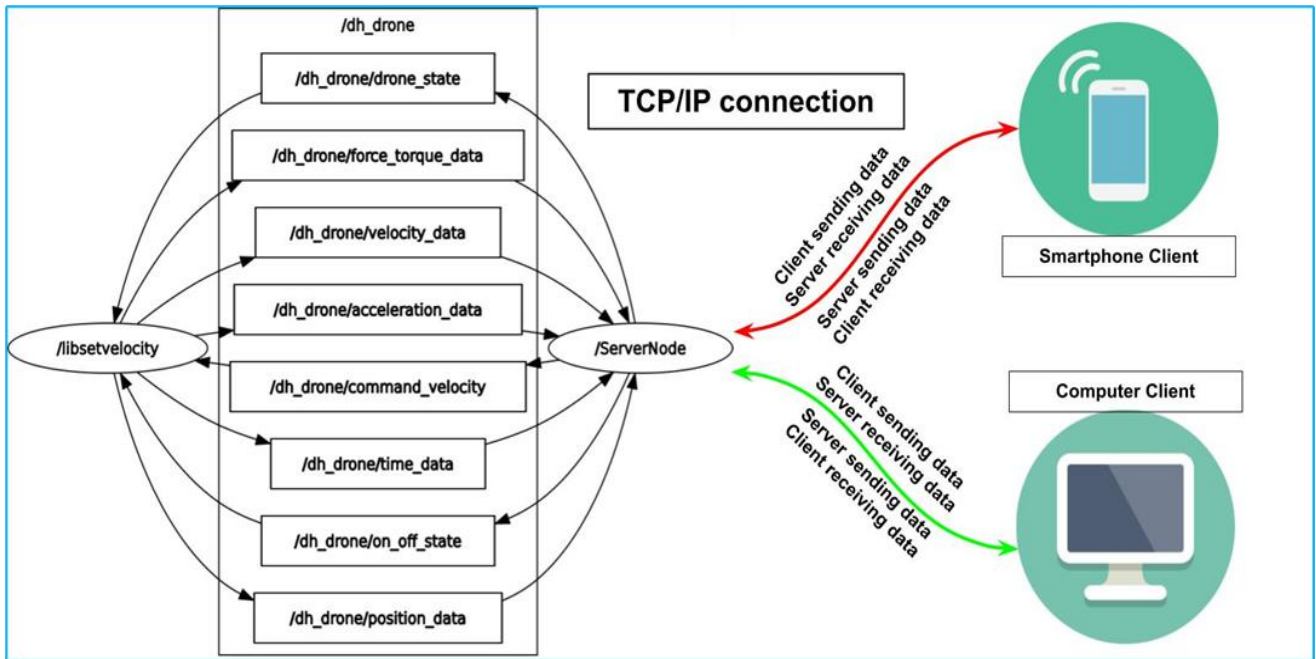 /dh_drone
/dh_drone/drone_state
/dh_drone/force_torque_data
/dh_drone/velocity_data
/dh_drone/acceleration_data
/libsetvelocity
/ServerNode
/dh_drone/command_velocity
/dh_drone/time_data
/dh_drone/on_off_state
/dh_drone/position_data
TCP/IP connection
Client sending data
Server receiving data
Server sending data
Client receiving data
Smartphone Client
Computer Client
Client sending data
Server receiving data
Server sending data
Client receiving data